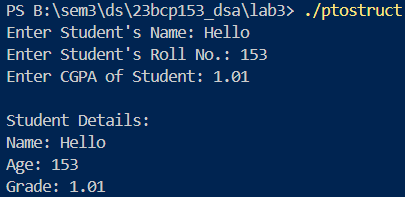 PS B:\sem3\ds\23bcp153_dsa\lab3> ./ptostruct
Enter Student's Name: Hello
Enter Student's Roll No.: 153
Enter CGPA of Student: 1.01
Student Details:
Name: Hello
Age: 153
Grade: 1.01